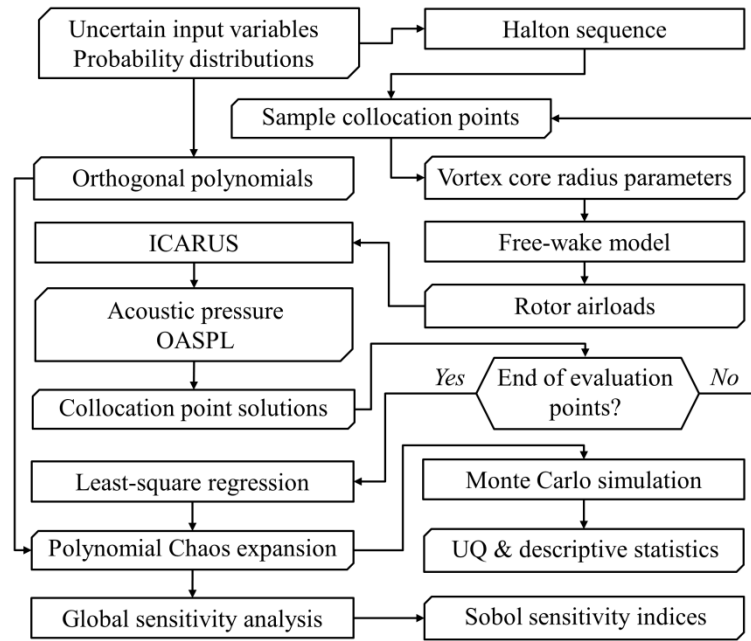 Uncertain input variables
Probability distributions
Halton sequence
Sample collocation points
Orthogonal polynomials
Vortex core radius parameters
ICARUS
Free-wake model
Acoustic pressure
OASPL
Rotor airloads
Collocation point solutions
Yes
End of evaluation
points?
No
Least-square regression
Monte Carlo simulation
Polynomial Chaos expansion
UQ & descriptive statistics
Global sensitivity analysis
Sobol sensitivity indices